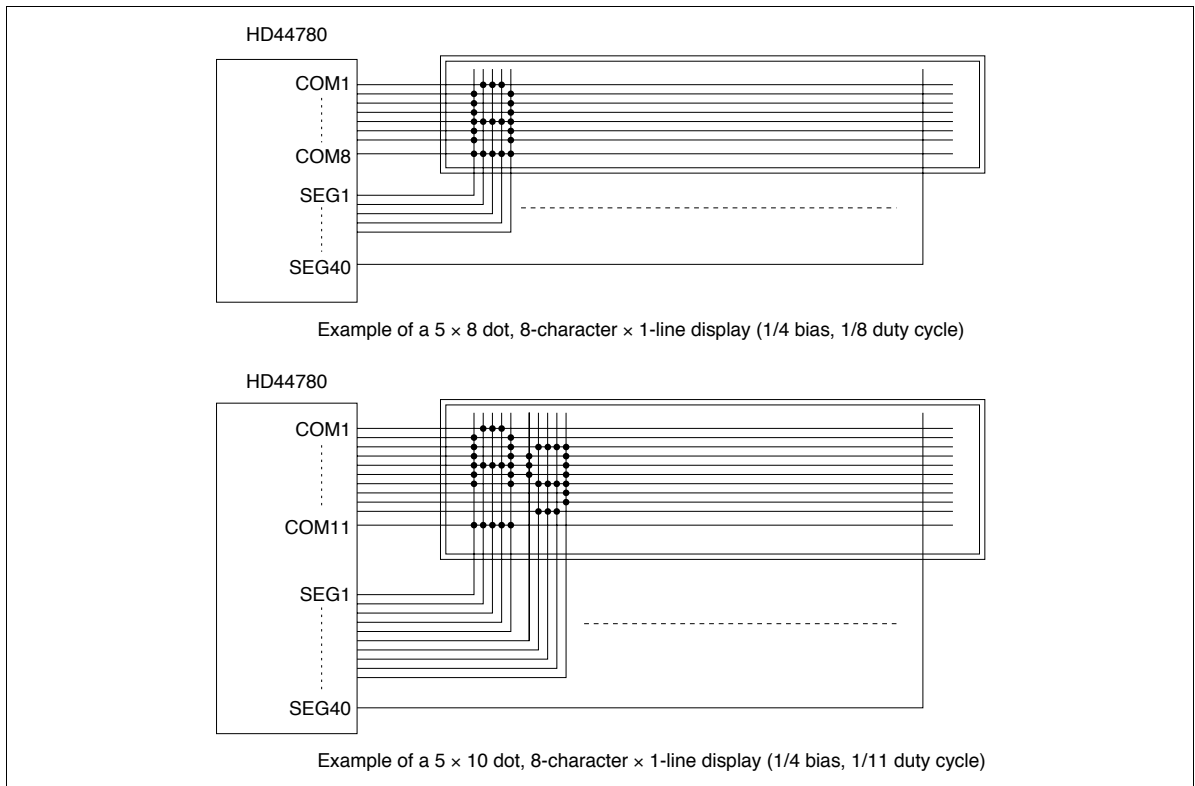 HD44780
COM1
COM8
SEG1
SEG40
Example of a 5 × 8 dot, 8-character × 1-line display (1/4 bias, 1/8 duty cycle)
HD44780
COM1
COM11
SEG1
SEG40
Example of a 5 × 10 dot, 8-character × 1-line display (1/4 bias, 1/11 duty cycle)